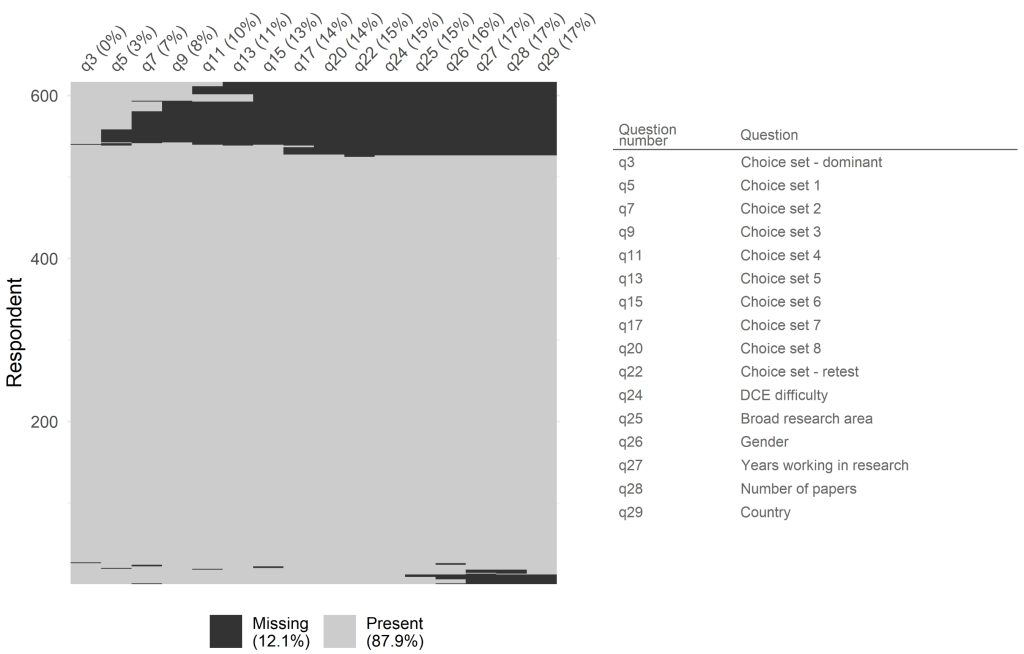 q3 (0%)
q5 (3%)
q7 (7%)
q9 (8%)
q11 (10%)
q13 (11%)
q15 (13%)
q17 (14%)
q20 (14%)
q22 (15%)
q24 (15%)
q25 (15%)
q26 (16%)
q27 (17%)
q28 (17%)
q29 (17%)
600
400
200
Respondent
Missing
(12.1%)
Present
(87.9%)
Question
number
Question
q3 Choice set - dominant
q5 Choice set 1
q7 Choice set 2
q9 Choice set 3
q11 Choice set 4
q13 Choice set 5
q15 Choice set 6
q17 Choice set 7
q20 Choice set 8
q22 Choice set - retest
q24 DCE difficulty
q25 Broad research area
q26 Gender
q27 Years working in research
q28 Number of papers
q29 Country